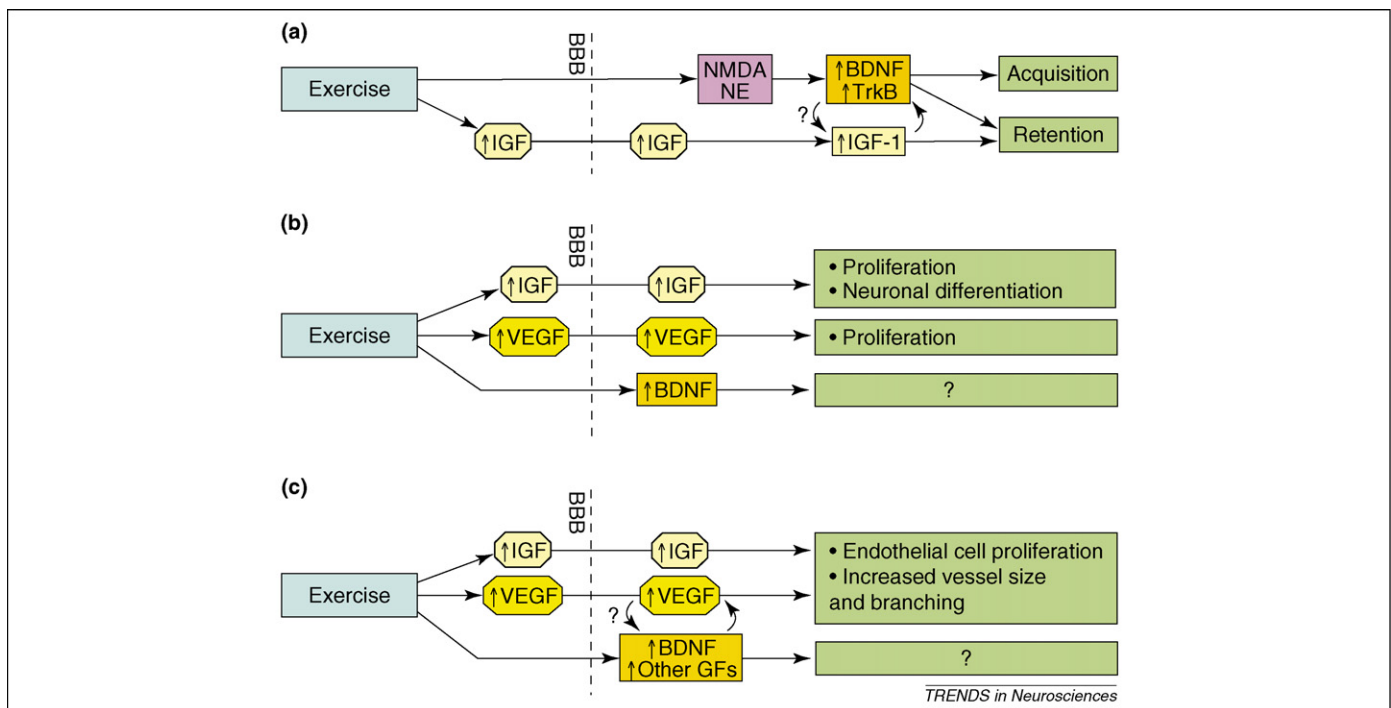 (a)
BBB
Exercise
NMDA
NE
↑BDNF
↑TrkB
Acquisition
?
↑IGF
↑IGF
↑IGF-1
Retention
(b)
BBB
Exercise
↑IGF
↑IGF
• Proliferation
• Neuronal differentiation
↑VEGF
↑VEGF
• Proliferation
↑BDNF
?
(c)
BBB
Exercise
↑IGF
↑IGF
• Endothelial cell proliferation
• Increased vessel size
and branching
↑VEGF
↑VEGF
?
↑BDNF
↑Other GFs
?
TRENDS in Neurosciences